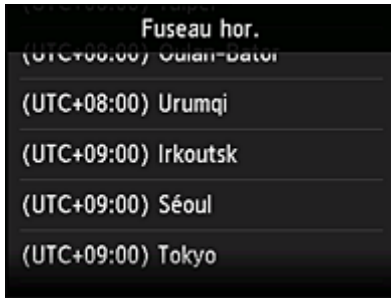 Taipei
Fuseau hor.
(UTC+08:00) Oulan-Bator
(UTC+08:00) Urumqi
(UTC+09:00) Irkoutsk
(UTC+09:00) Séoul
(UTC+09:00) Tokyo